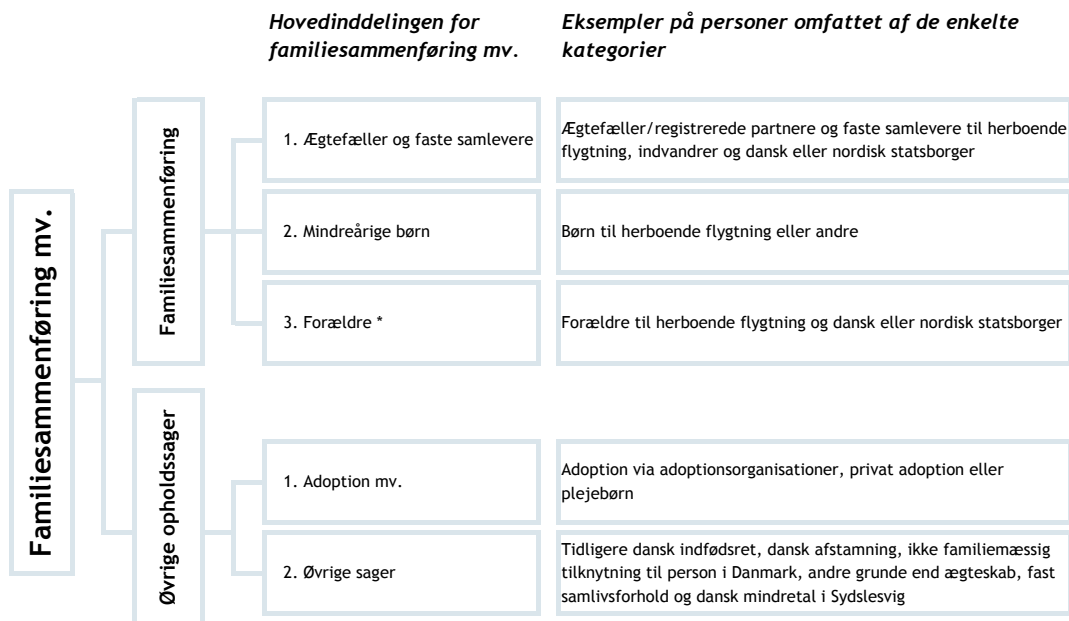 Hovedinddelingen for
familiesammenføring mv.
Eksempler på personer omfattet af de enkelte
kategorier
Familiesammenføring mv.
Familiesammenføring
1. Ægtefæller og faste samlevere
Ægtefæller/registrerede partnere og faste samlevere til herboende
flygtning, indvandrer og dansk eller nordisk statsborger
2. Mindreårige børn
Børn til herboende flygtning eller andre
3. Forældre *
Forældre til herboende flygtning og dansk eller nordisk statsborger
Øvrige opholdssager
1. Adoption mv.
Adoption via adoptionsorganisationer, privat adoption eller
plejebørn
2. Øvrige sager
Tidligere dansk indfødsret, dansk afstamning, ikke familiemæssig
tilknytning til person i Danmark, andre grunde end ægteskab, fast
samlivsforhold og dansk mindretal i Sydslesvig